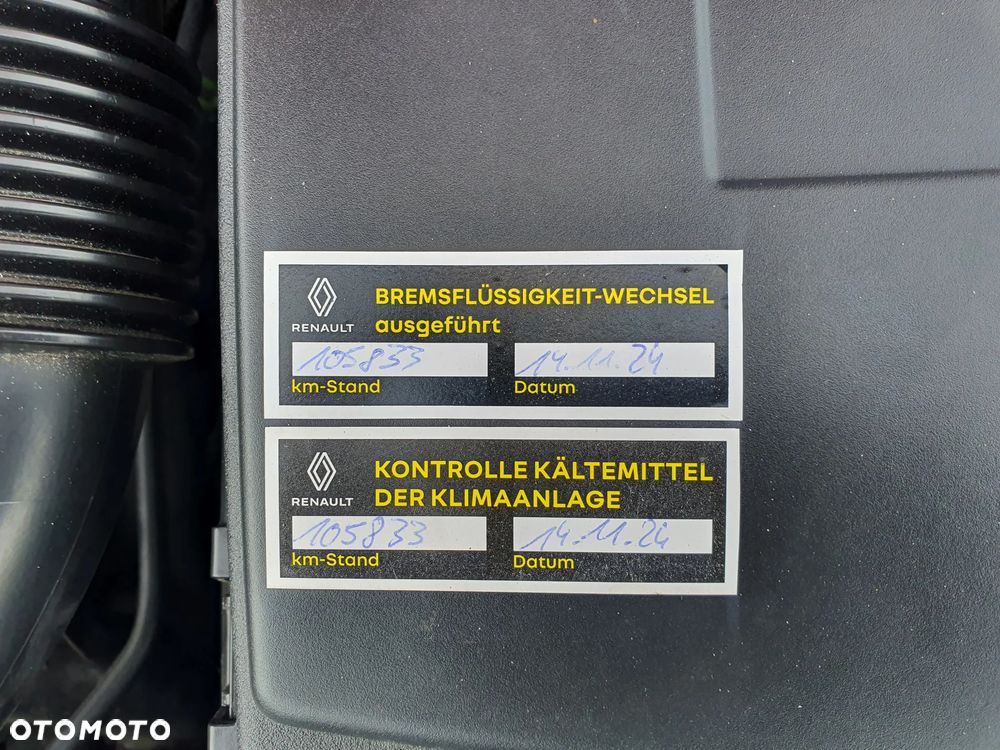 BREMSFLÜSSIGKEIT-WECHSEL
ausgeführt
RENAULT
105833 14.11.24
km-Stand Datum
KONTROLLE KÄLTEMITTEL
DER KLIMAANLAGE
RENAULT
105833 14.11.24
km-Stand Datum
OTOMOTO